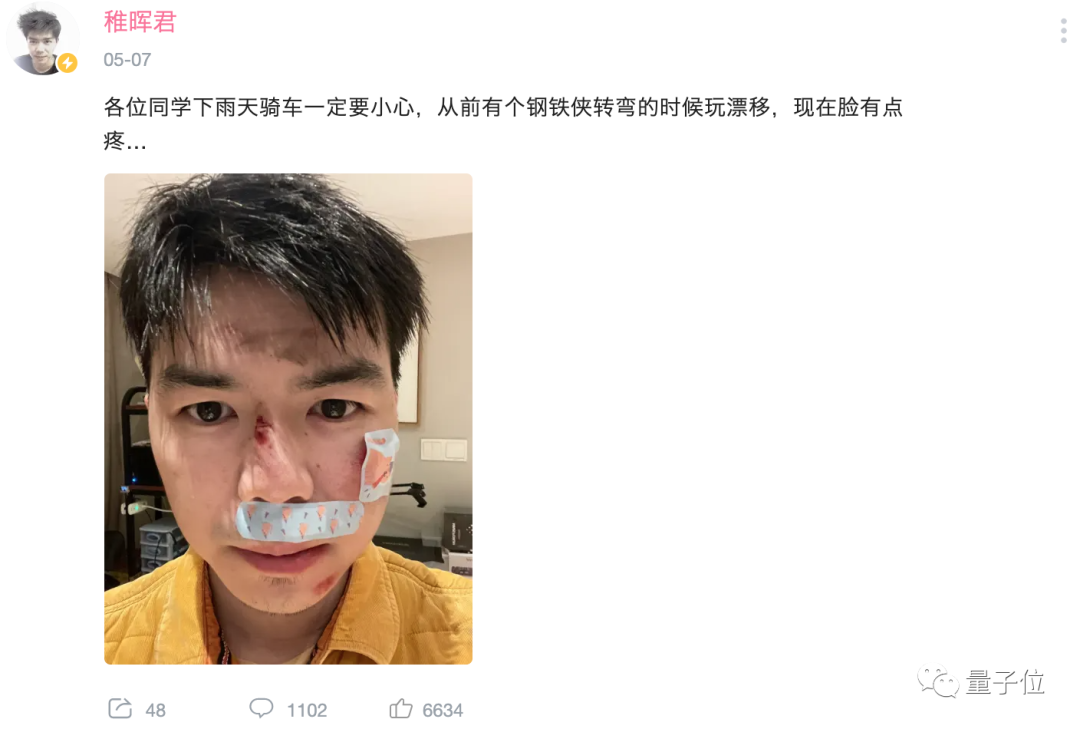 稚晖君
05-07
各位同学下雨天骑车一定要小心，从前有个钢铁侠转弯的时候玩漂移，现在脸有点
疼...
48
1102
6634
量子位